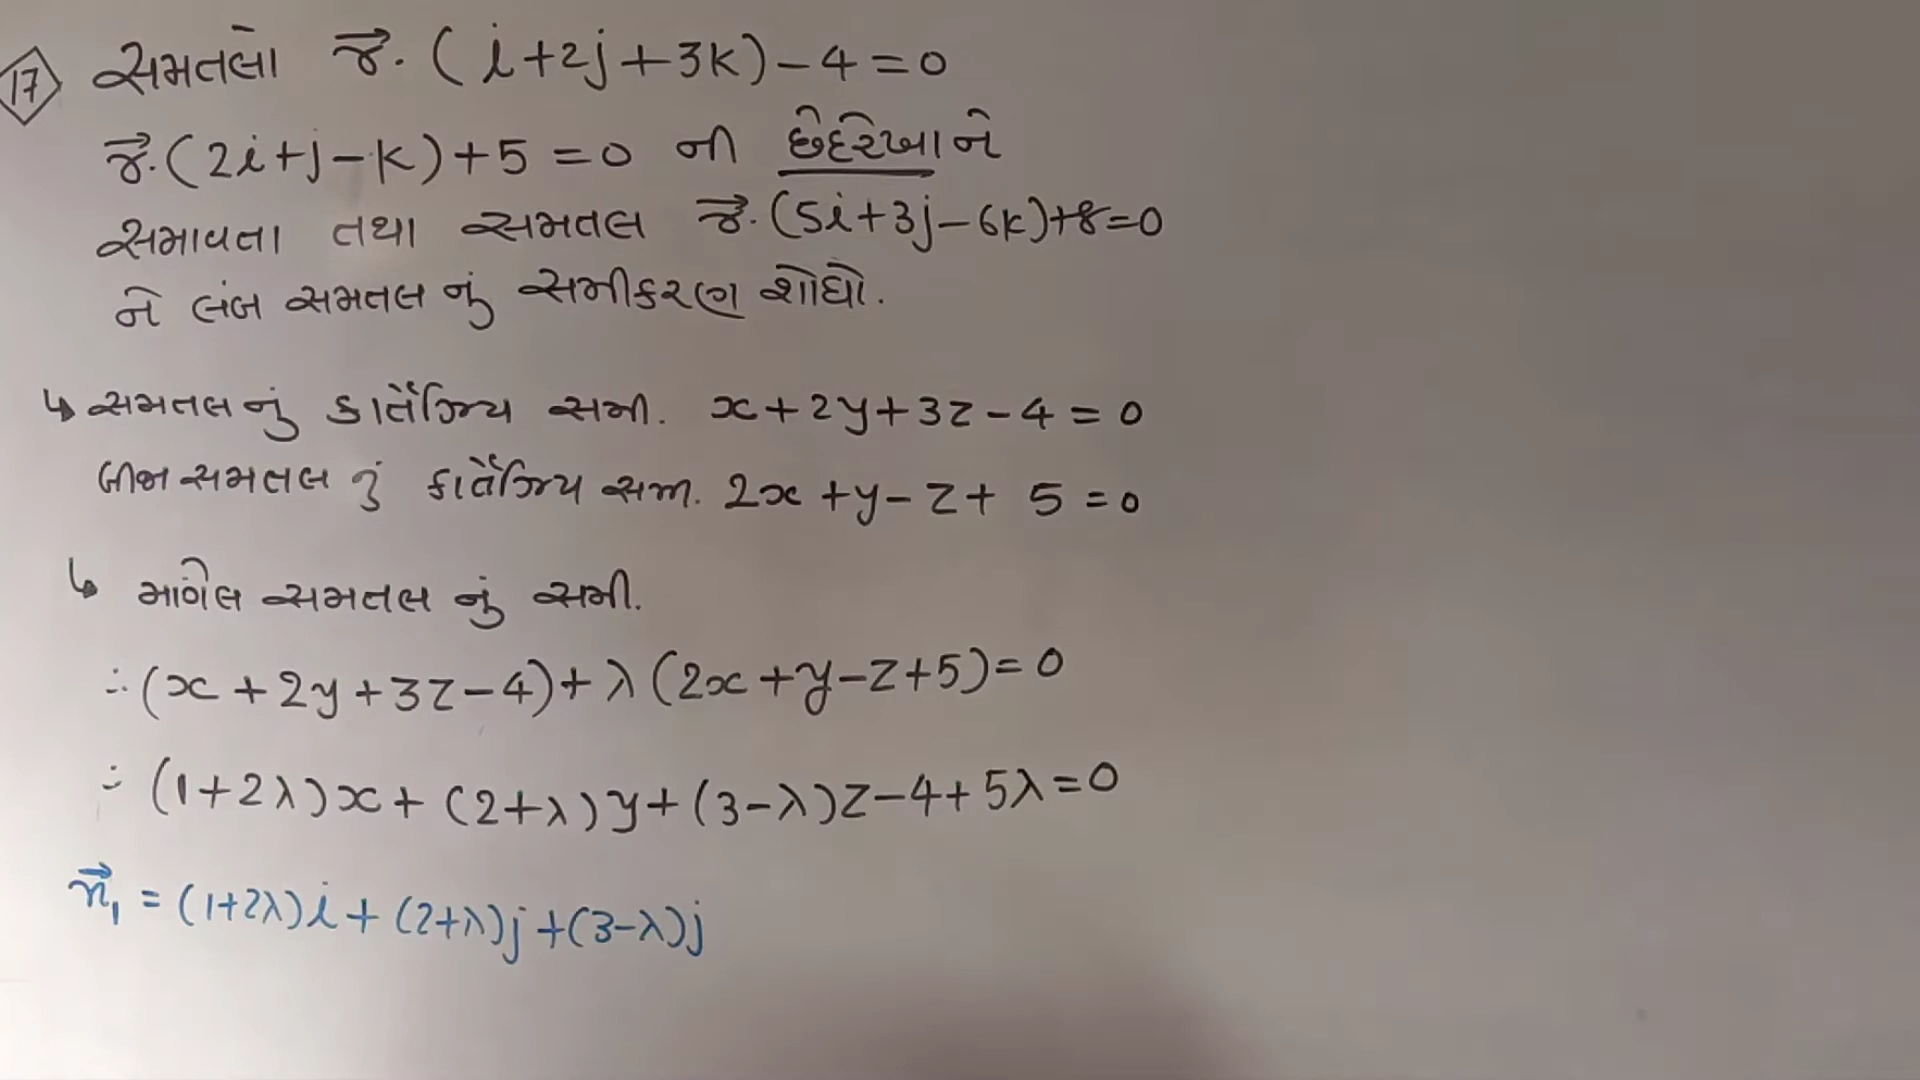 17 સમતલો r⃗. (i+2j+3k)-4=0
r⃗.(2i+j-k)+5=0 ની છેદરેખાને
સમાવતા તથા સમતલ r⃗.(5i+3j-6k)+8=0
ને લંબ સમતલ નું સમીકરણ શોધો.
↳ સમતલ નું કાર્તેઝિય સમી. x+2y+3z-4=0
બીજા સમતલ નું કાર્તેઝિય સમી. 2x+y-z+5=0
↳ માંગેલ સમતલ નું સમી.
∴ (x+2y+3z-4)+λ(2x+y-z+5)=0
∴ (1+2λ)x+(2+λ)y+(3-λ)z-4+5λ=0
n⃗₁ = (1+2λ)i+(2+λ)j+(3-λ)j